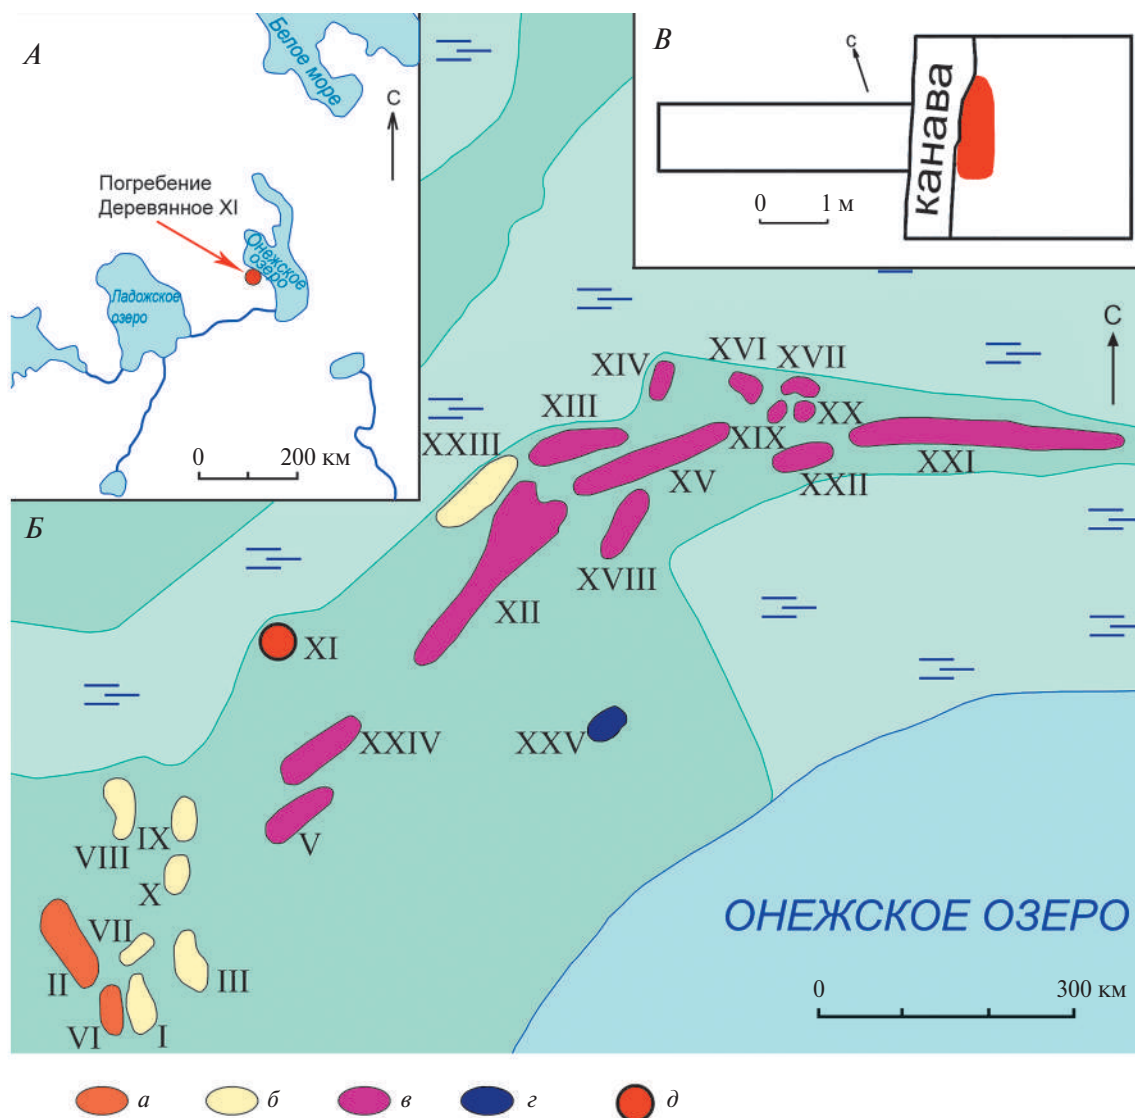 А
Белое море
С
Погребение
Деревянное XI
Онежское
озеро
Ладожское
озеро
0 200 км
В
с
канава
0 1 м
Б
С
XIV
XVI
XVII
XIII
XXIII
XIX
XX
XV
XXII
XXI
XVIII
XII
XI
XXIV
XXV
V
VIII
IX
X
VII
II
III
VI
I
ОНЕЖСКОЕ ОЗЕРО
0 300 км
а б в г д